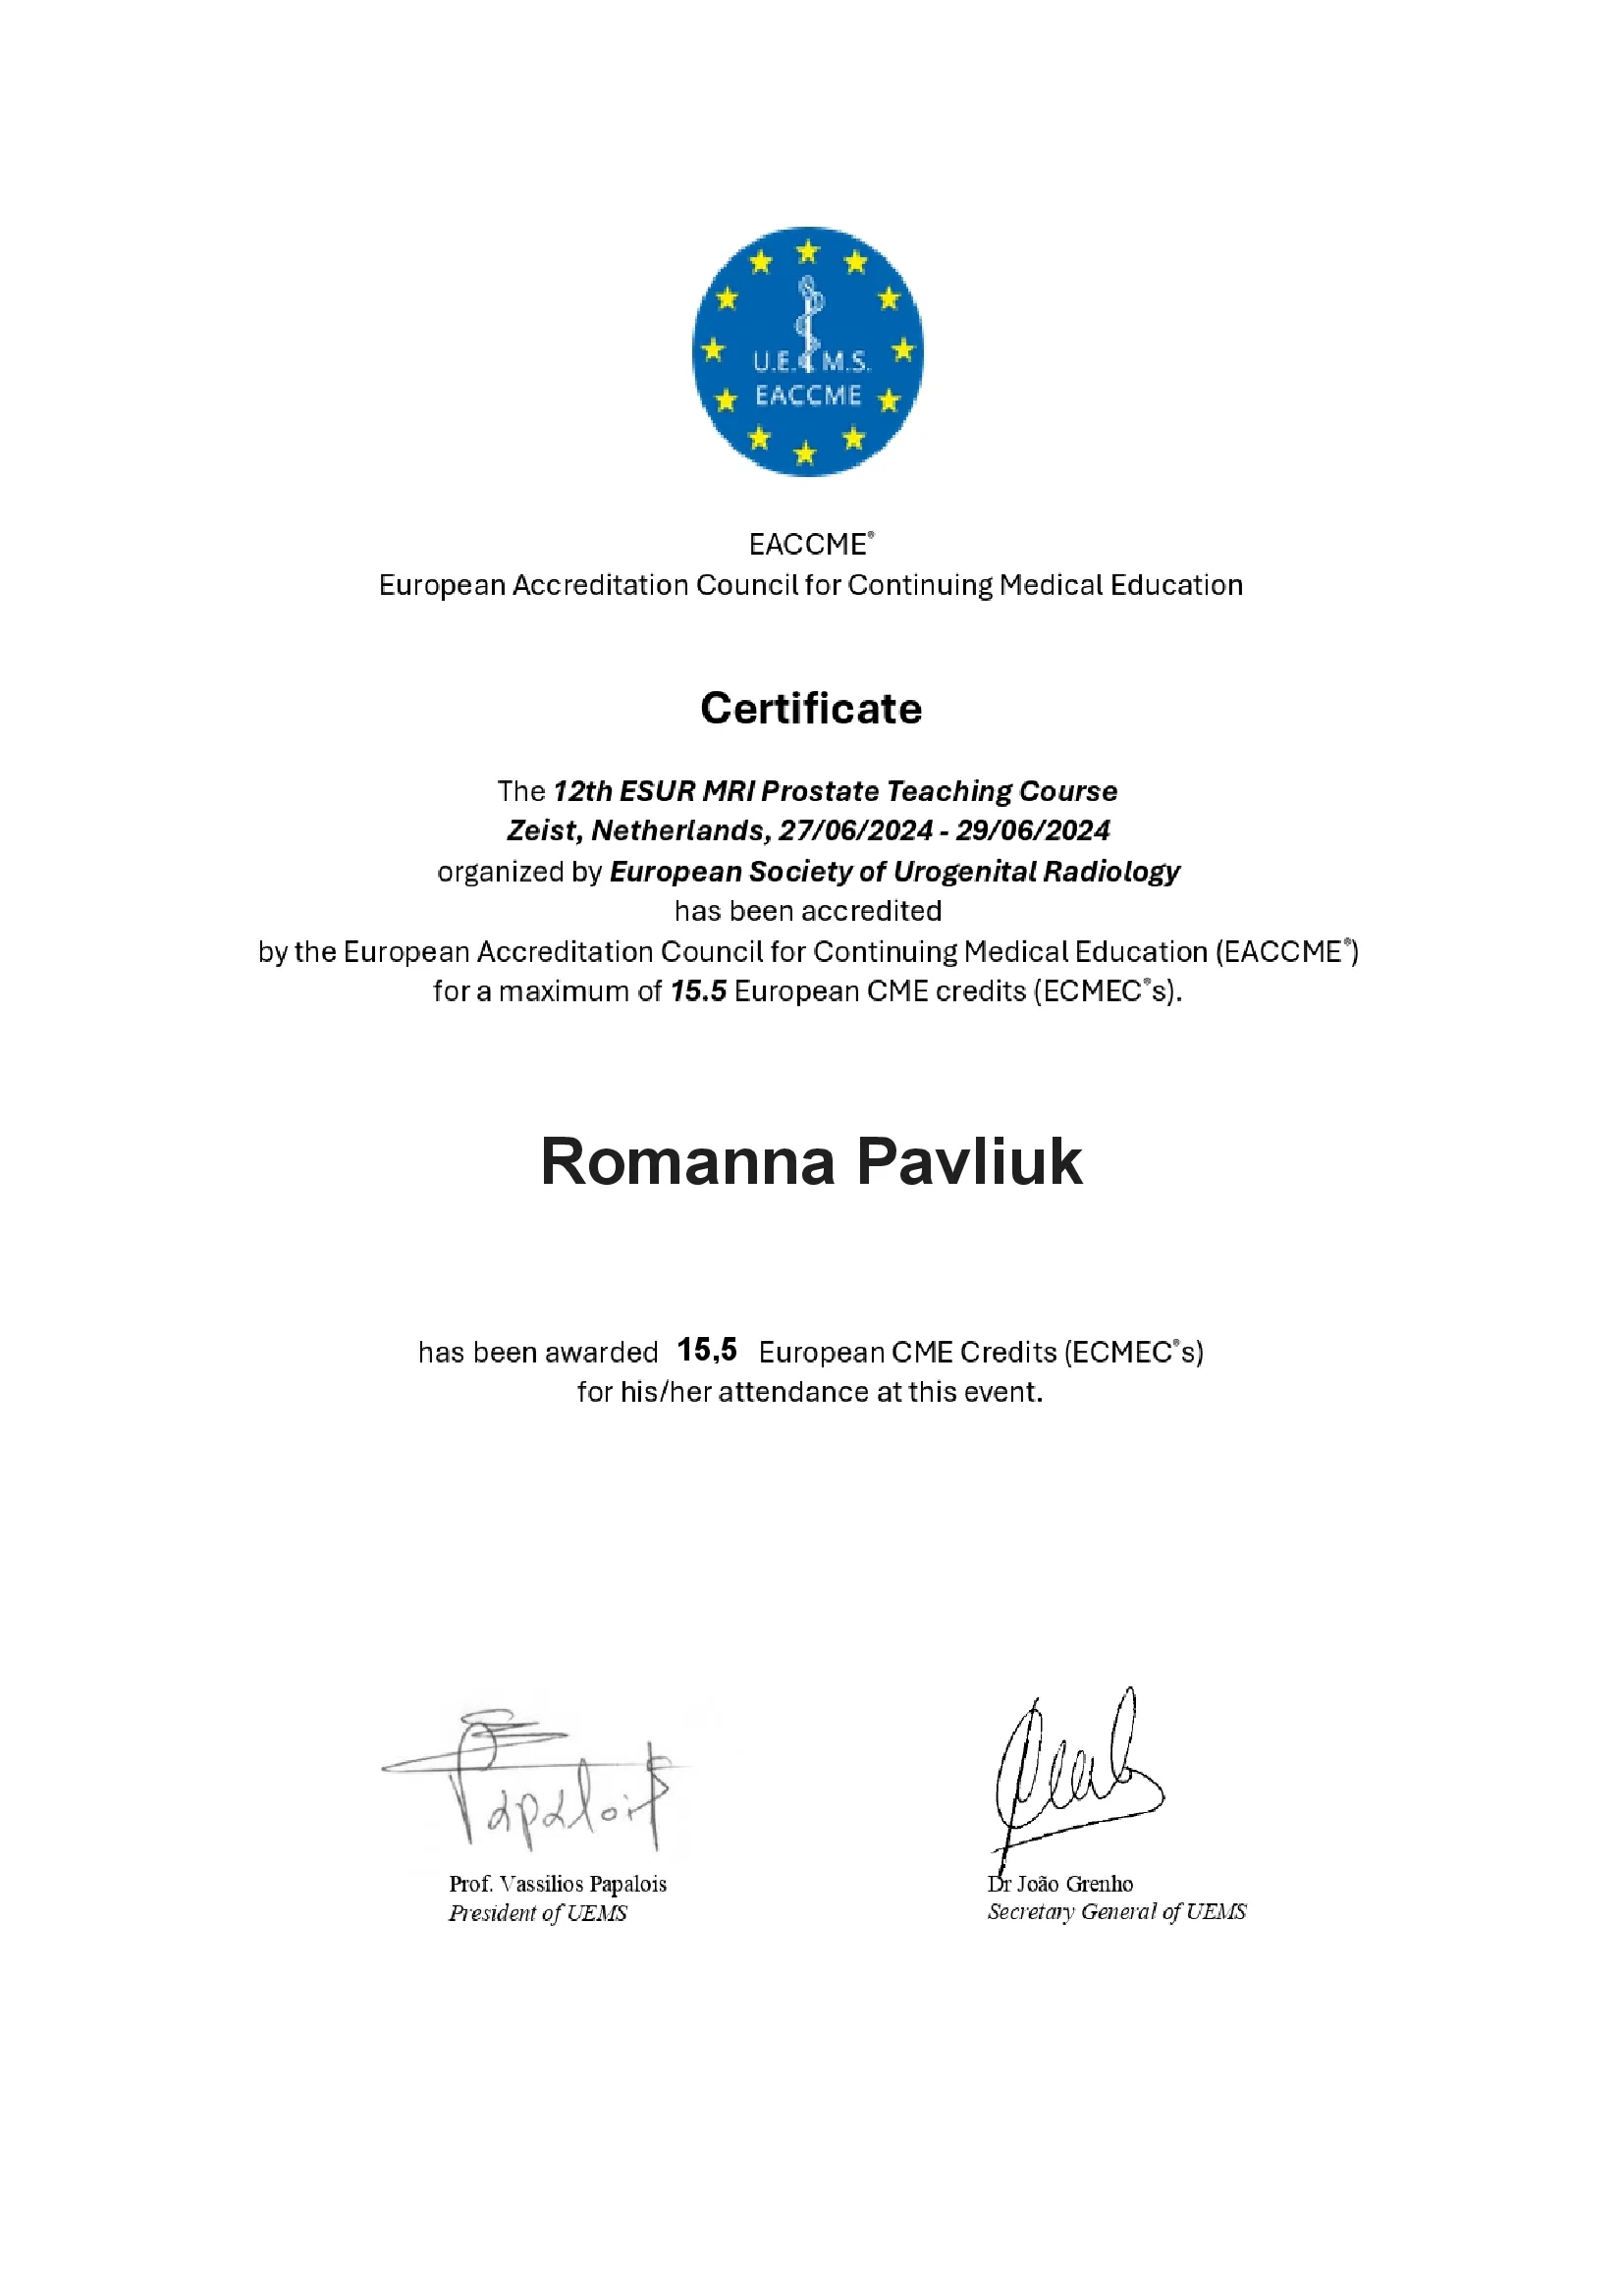 U.E. M.S.
EACCME
EACCME®
European Accreditation Council for Continuing Medical Education
Certificate
The 12th ESUR MRI Prostate Teaching Course
Zeist, Netherlands, 27/06/2024 - 29/06/2024
organized by European Society of Urogenital Radiology
has been accredited
by the European Accreditation Council for Continuing Medical Education (EACCME®)
for a maximum of 15.5 European CME credits (ECMEC®s).
Romanna Pavliuk
has been awarded 15,5 European CME Credits (ECMEC®s)
for his/her attendance at this event.
Papalois
Prof. Vassilios Papalois
President of UEMS
Dr João Grenho
Secretary General of UEMS